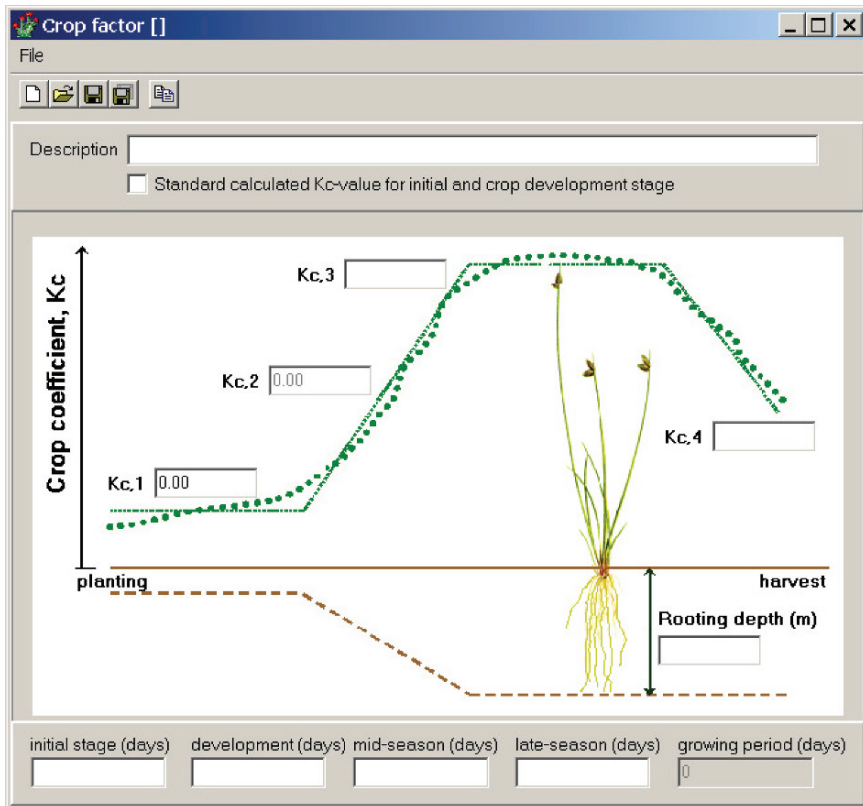 Crop factor []
File
Description
Standard calculated Kc-value for initial and crop development stage
Crop coefficient, Kc
Kc,3
Kc,2 0.00
Kc,1 0.00
Kc,4
planting
harvest
Rooting depth (m)
initial stage (days) development (days) mid-season (days) late-season (days) growing period (days)
0